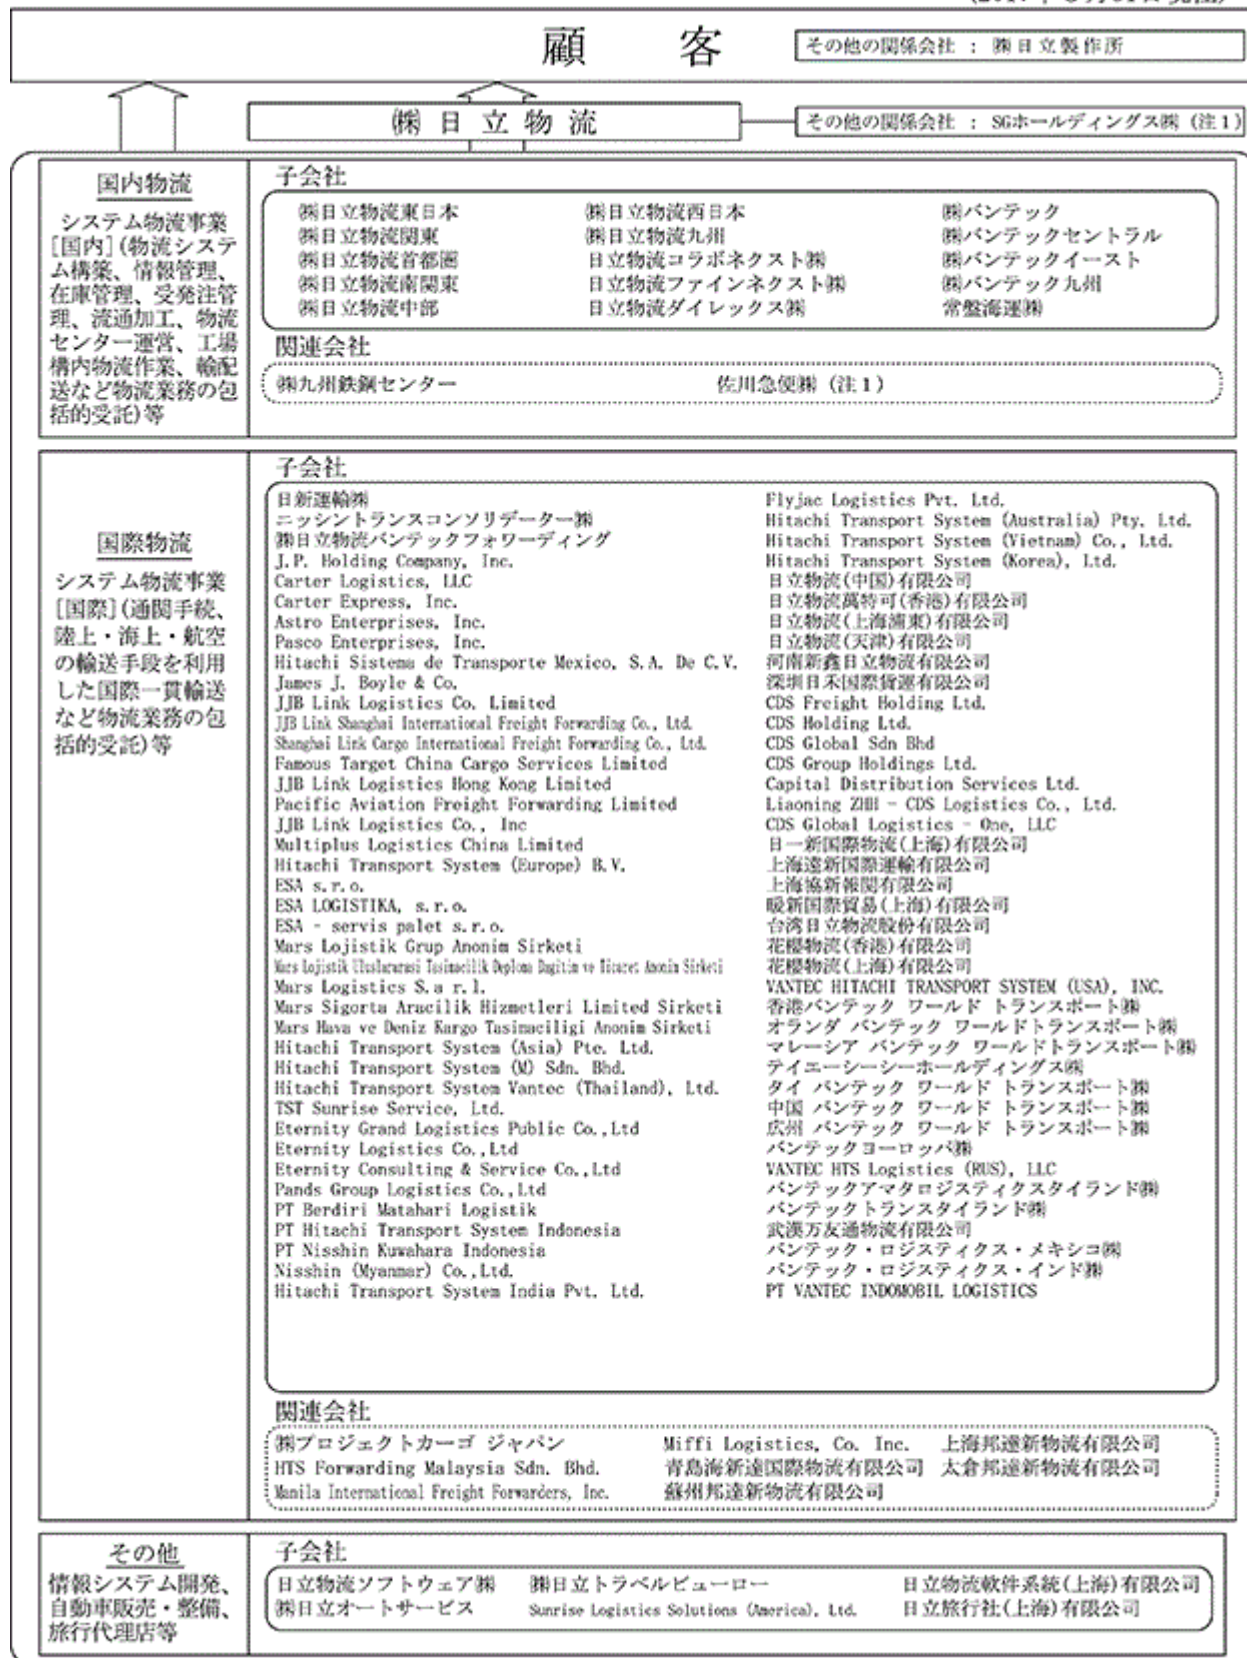 顧客
その他の関係会社 : ㈱日立製作所
㈱日立物流
その他の関係会社 : SGホールディングス㈱ (注1)
国内物流
システム物流事業
[国内](物流システ
ム構築、情報管理、
在庫管理、受発注管
理、流通加工、物流
センター運営、工場
構内物流作業、輸配
送など物流業務の包
括的受託)等
子会社
㈱日立物流東日本 ㈱日立物流西日本 ㈱バンテック
㈱日立物流関東 ㈱日立物流九州 ㈱バンテックセントラル
㈱日立物流首都圏 日立物流コラボネクスト㈱ ㈱バンテックイースト
㈱日立物流南関東 日立物流ファインネクスト㈱ ㈱バンテック九州
㈱日立物流中部 日立物流ダイレックス㈱ 常盤海運㈱
関連会社
㈱九州鉄鋼センター 佐川急便㈱ (注1)
国際物流
システム物流事業
[国際](通関手続、
陸上・海上・航空
の輸送手段を利用
した国際一貫輸送
など物流業務の包
括的受託)等
子会社
日新運輸㈱ Flyjac Logistics Pvt. Ltd.
ニッシントランスコンソリデーター㈱ Hitachi Transport System (Australia) Pty. Ltd.
㈱日立物流バンテックフォワーディング Hitachi Transport System (Vietnam) Co., Ltd.
J.P. Holding Company, Inc. Hitachi Transport System (Korea), Ltd.
Carter Logistics, LLC 日立物流(中国)有限公司
Carter Express, Inc. 日立物流萬特可(香港)有限公司
Astro Enterprises, Inc. 日立物流(上海浦東)有限公司
Pasco Enterprises, Inc. 日立物流(天津)有限公司
Hitachi Sistema de Transporte Mexico, S.A. De C.V. 河南新鑫日立物流有限公司
James J. Boyle & Co. 深圳日禾国際貨運有限公司
JJB Link Logistics Co. Limited CDS Freight Holding Ltd.
JJB Link Shanghai International Freight Forwarding Co., Ltd. CDS Holding Ltd.
Shanghai Link Cargo International Freight Forwarding Co., Ltd. CDS Global Sdn Bhd
Famous Target China Cargo Services Limited CDS Group Holdings Ltd.
JJB Link Logistics Hong Kong Limited Capital Distribution Services Ltd.
Pacific Aviation Freight Forwarding Limited Liaoning ZHH - CDS Logistics Co., Ltd.
JJB Link Logistics Co., Inc CDS Global Logistics - One, LLC
Multiplus Logistics China Limited 日一新国際物流(上海)有限公司
Hitachi Transport System (Europe) B.V. 上海遠新国際運輸有限公司
ESA s.r.o. 上海協新報関有限公司
ESA LOGISTIKA, s.r.o. 暖新国際貿易(上海)有限公司
ESA - servis palet s.r.o. 台湾日立物流股份有限公司
Mars Lojistik Grup Anonim Sirketi 花櫻物流(香港)有限公司
Mars Lojistik Uluslararasi Tasimacilik Depolama Dagitim ve Ticaret Anonim Sirketi 花櫻物流(上海)有限公司
Mars Logistics S.a r.l. VANTEC HITACHI TRANSPORT SYSTEM (USA), INC.
Mars Sigorta Aracilik Hizmetleri Limited Sirketi 香港バンテック ワールド トランスポート㈱
Mars Hava ve Deniz Kargo Tasimaciligi Anonim Sirketi オランダ バンテック ワールドトランスポート㈱
Hitachi Transport System (Asia) Pte. Ltd. マレーシア バンテック ワールドトランスポート㈱
Hitachi Transport System (M) Sdn. Bhd. テイエーシーシーホールディングス㈱
Hitachi Transport System Vantec (Thailand), Ltd. タイ バンテック ワールド トランスポート㈱
TST Sunrise Service, Ltd. 中国 バンテック ワールド トランスポート㈱
Eternity Grand Logistics Public Co.,Ltd 広州 バンテック ワールド トランスポート㈱
Eternity Logistics Co.,Ltd バンテックヨーロッパ㈱
Eternity Consulting & Service Co.,Ltd VANTEC HTS Logistics (RUS), LLC
Pands Group Logistics Co.,Ltd バンテックアマタロジスティクスタイランド㈱
PT Berdiri Matahari Logistik バンテックトランスタイランド㈱
PT Hitachi Transport System Indonesia 武漢万友通物流有限公司
PT Nisshin Kuwahara Indonesia バンテック・ロジスティクス・メキシコ㈱
Nisshin (Myanmar) Co.,Ltd. バンテック・ロジスティクス・インド㈱
Hitachi Transport System India Pvt. Ltd. PT VANTEC INDOMOBIL LOGISTICS
関連会社
㈱プロジェクトカーゴ ジャパン Miffi Logistics, Co. Inc. 上海邦達新物流有限公司
HTS Forwarding Malaysia Sdn. Bhd. 青島海新達国際物流有限公司 太倉邦達新物流有限公司
Manila International Freight Forwarders, Inc. 蘇州邦達新物流有限公司
その他
情報システム開発、
自動車販売・整備、
旅行代理店等
子会社
日立物流ソフトウェア㈱ ㈱日立トラベルビューロー 日立物流軟件系統(上海)有限公司
㈱日立オートサービス Sunrise Logistics Solutions (America), Ltd. 日立旅行社(上海)有限公司